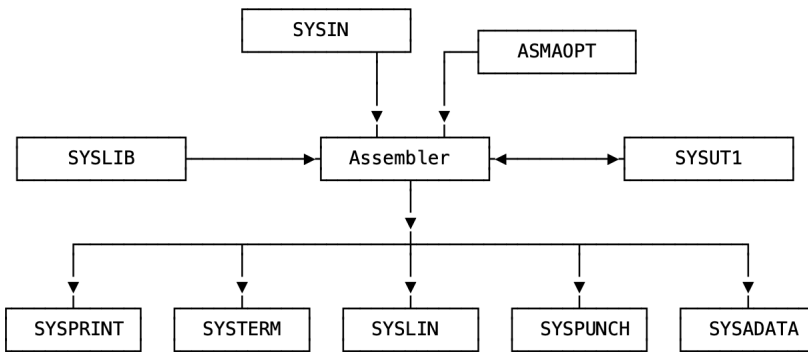 SYSIN
ASMAOPT
SYSLIB
Assembler
SYSUT1
SYSPRINT
SYSTERM
SYSLIN
SYSPUNCH
SYSADATA